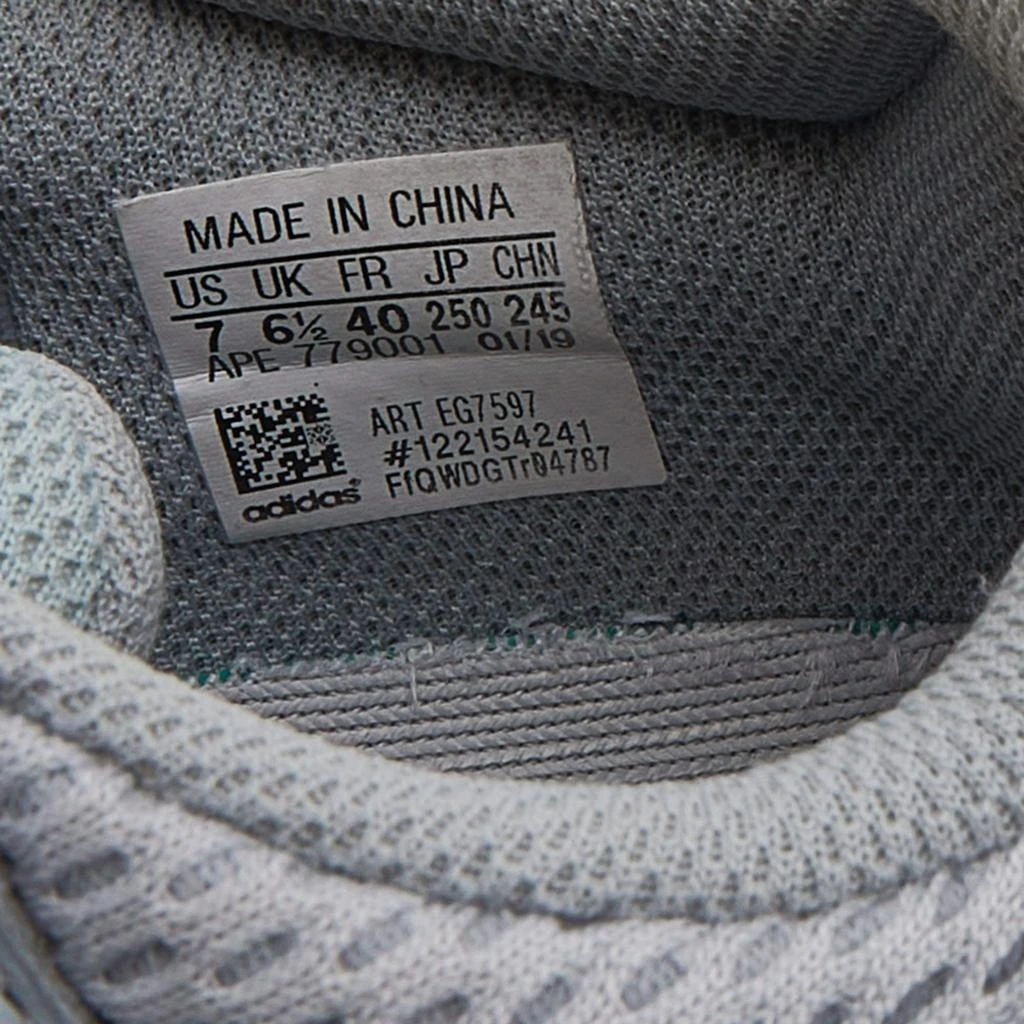 MADE IN CHINA
US UK FR JP CHN
7 6½ 40 250 245
APE 779001 01/19
ART EG7597
#122154241
FfQWDGTr04787
adidas®